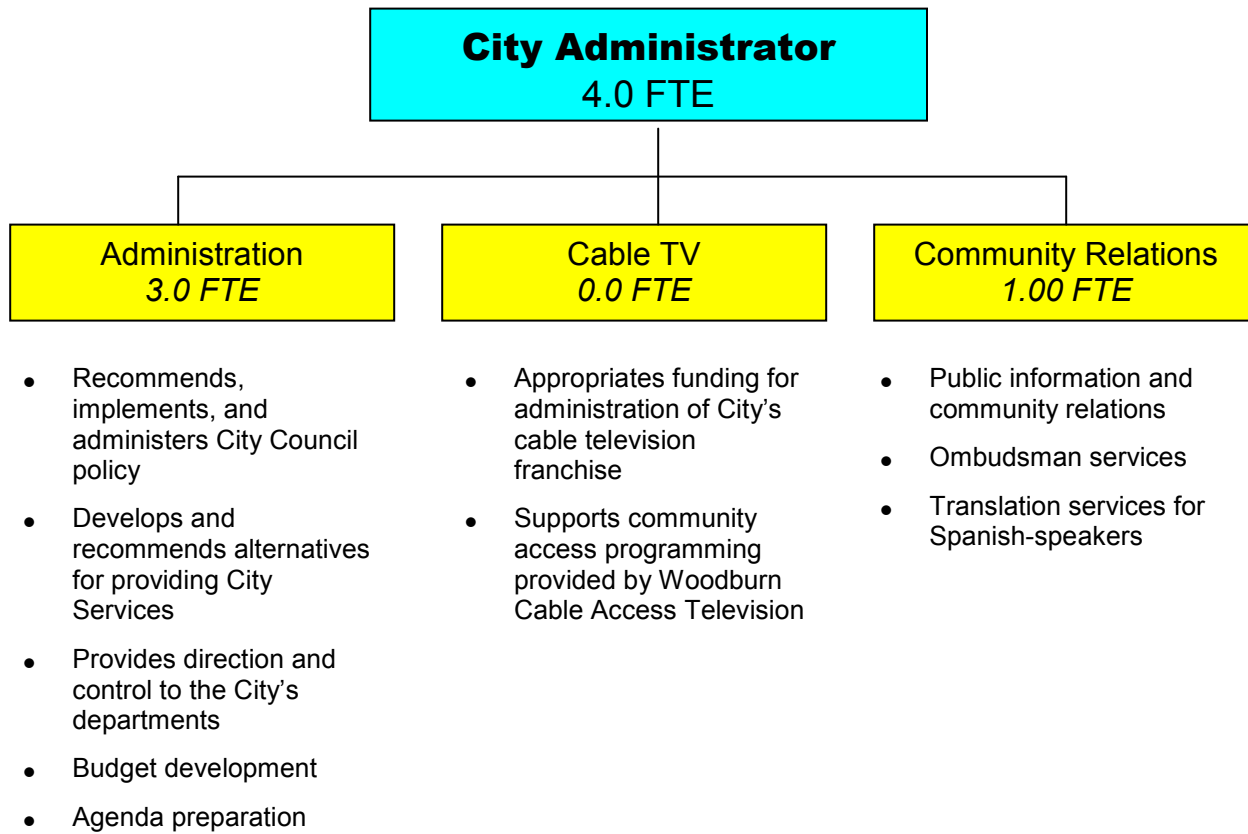 City Administrator
4.0 FTE
Administration
3.0 FTE
Cable TV
0.0 FTE
Community Relations
1.00 FTE
• Recommends,
implements, and
administers City Council
policy
• Develops and
recommends alternatives
for providing City
Services
• Provides direction and
control to the City’s
departments
• Budget development
• Agenda preparation
• Appropriates funding for
administration of City’s
cable television
franchise
• Supports community
access programming
provided by Woodburn
Cable Access Television
• Public information and
community relations
• Ombudsman services
• Translation services for
Spanish-speakers